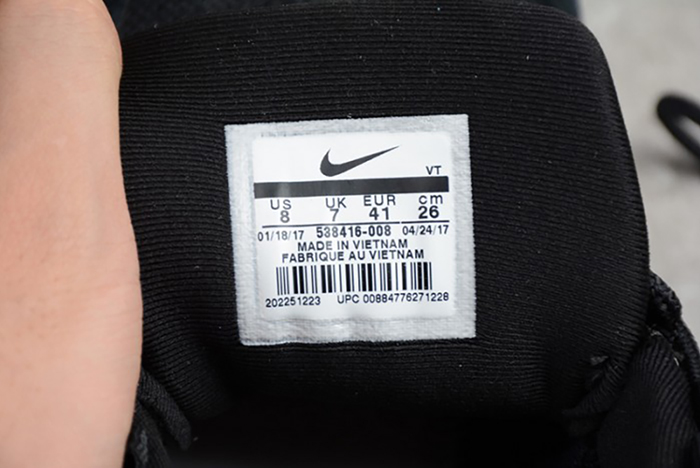 VT
US UK EUR cm
8 7 41 26
01/18/17 538416-008 04/24/17
MADE IN VIETNAM
FABRIQUE AU VIETNAM
202251223 UPC 00884776271228